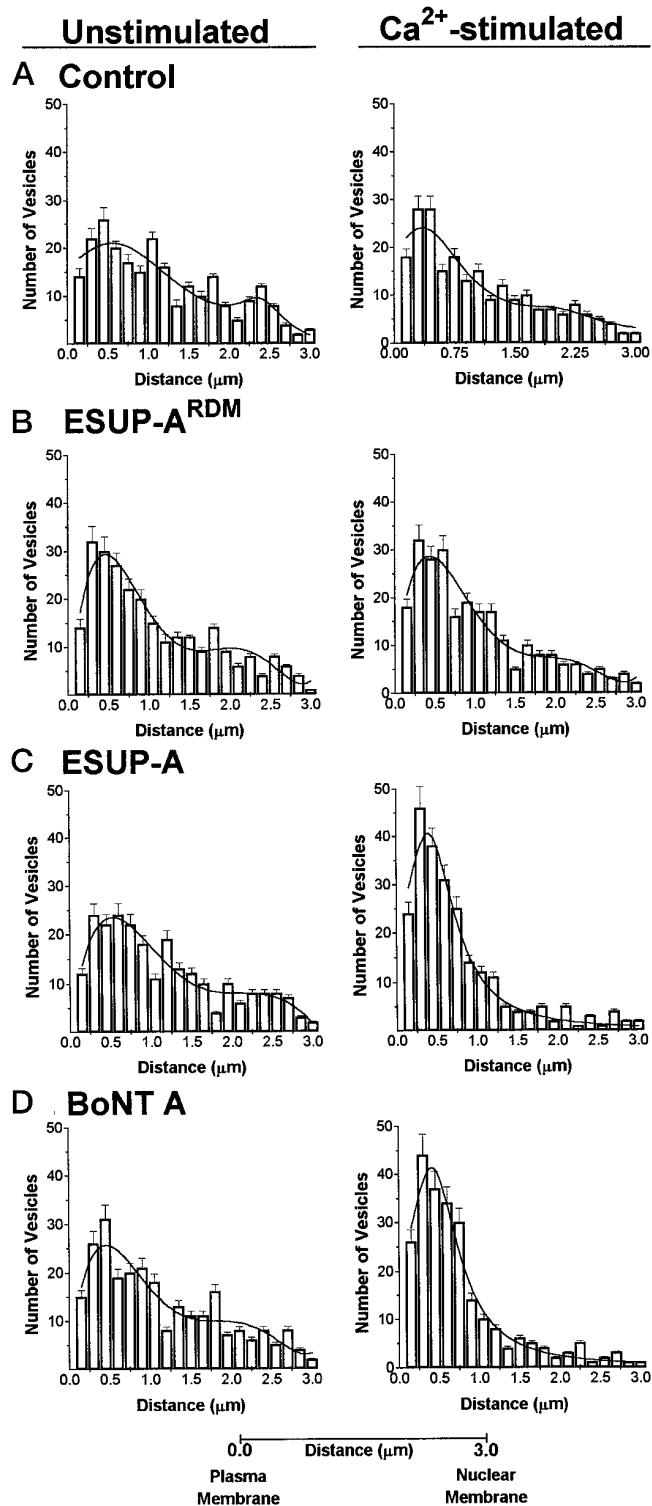 Unstimulated
Ca2+-stimulated
A Control
Number of Vesicles
50
40
30
20
10
0.0 0.5 1.0 1.5 2.0 2.5 3.0
Distance (μm)
Number of Vesicles
50
40
30
20
10
0
0.00 0.75 1.50 2.25 3.00
Distance (μm)
B ESUP-ARDM
Number of Vesicles
50
40
30
20
10
0.0 0.5 1.0 1.5 2.0 2.5 3.0
Distance (μm)
Number of Vesicles
50
40
30
20
10
0
0.0 0.5 1.0 1.5 2.0 2.5 3.0
Distance (μm)
C ESUP-A
Number of Vesicles
50
40
30
20
10
0.0 0.5 1.0 1.5 2.0 2.5 3.0
Distance (μm)
Number of Vesicles
50
40
30
20
10
0
0.0 0.5 1.0 1.5 2.0 2.5 3.0
Distance (μm)
D BoNT A
Number of Vesicles
50
40
30
20
10
0.0 0.5 1.0 1.5 2.0 2.5 3.0
Distance (μm)
Number of Vesicles
50
40
30
20
10
0
0.0 0.5 1.0 1.5 2.0 2.5 3.0
Distance (μm)
0.0 Distance (μm) 3.0
Plasma Membrane
Nuclear Membrane